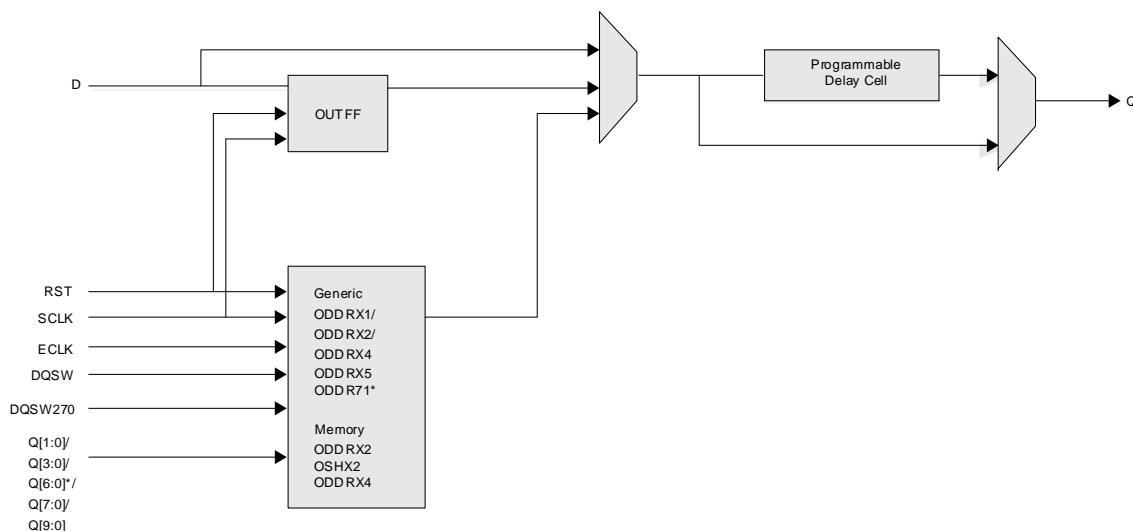 D
OUTFF
Programmable
Delay Cell
Q
RST
SCLK
ECLK
DQSW
DQSW270
Q[1:0]/
Q[3:0]/
Q[6:0]*/
Q[7:0]/
Q[9:0]
Generic
ODDRX1/
ODDRX2/
ODDRX4
ODDRX5
ODDR71*
Memory
ODDRX2
OSHX2
ODDRX4